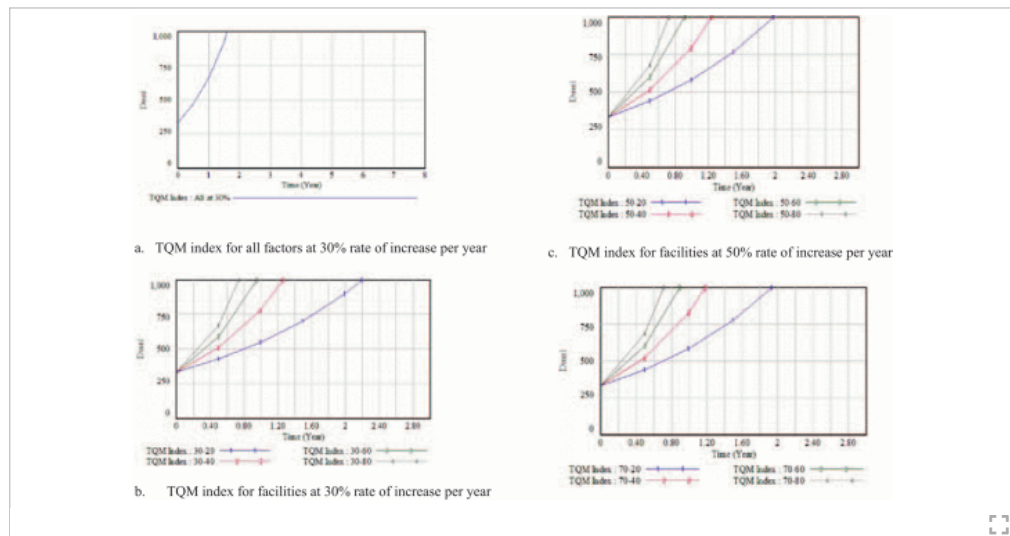 1,000
750
Dmnl
500
250
0
0 1 2 3 4 5 6 7 8
Time (Year)
TQM Index : All at 30%
a. TQM index for all factors at 30% rate of increase per year
1,000
750
Dmnl
500
250
0
0 0.40 0.80 1.20 1.60 2 2.40 2.80
Time (Year)
TQM Index : 30-20
TQM Index : 30-40
TQM Index : 30-60
TQM Index : 30-80
b. TQM index for facilities at 30% rate of increase per year
1,000
750
Dmnl
500
250
0
0 0.40 0.80 1.20 1.60 2 2.40 2.80
Time (Year)
TQM Index : 50-20
TQM Index : 50-40
TQM Index : 50-60
TQM Index : 50-80
c. TQM index for facilities at 50% rate of increase per year
1,000
750
Dmnl
500
250
0
0 0.40 0.80 1.20 1.60 2 2.40 2.80
Time (Year)
TQM Index : 70-20
TQM Index : 70-40
TQM Index : 70-60
TQM Index : 70-80